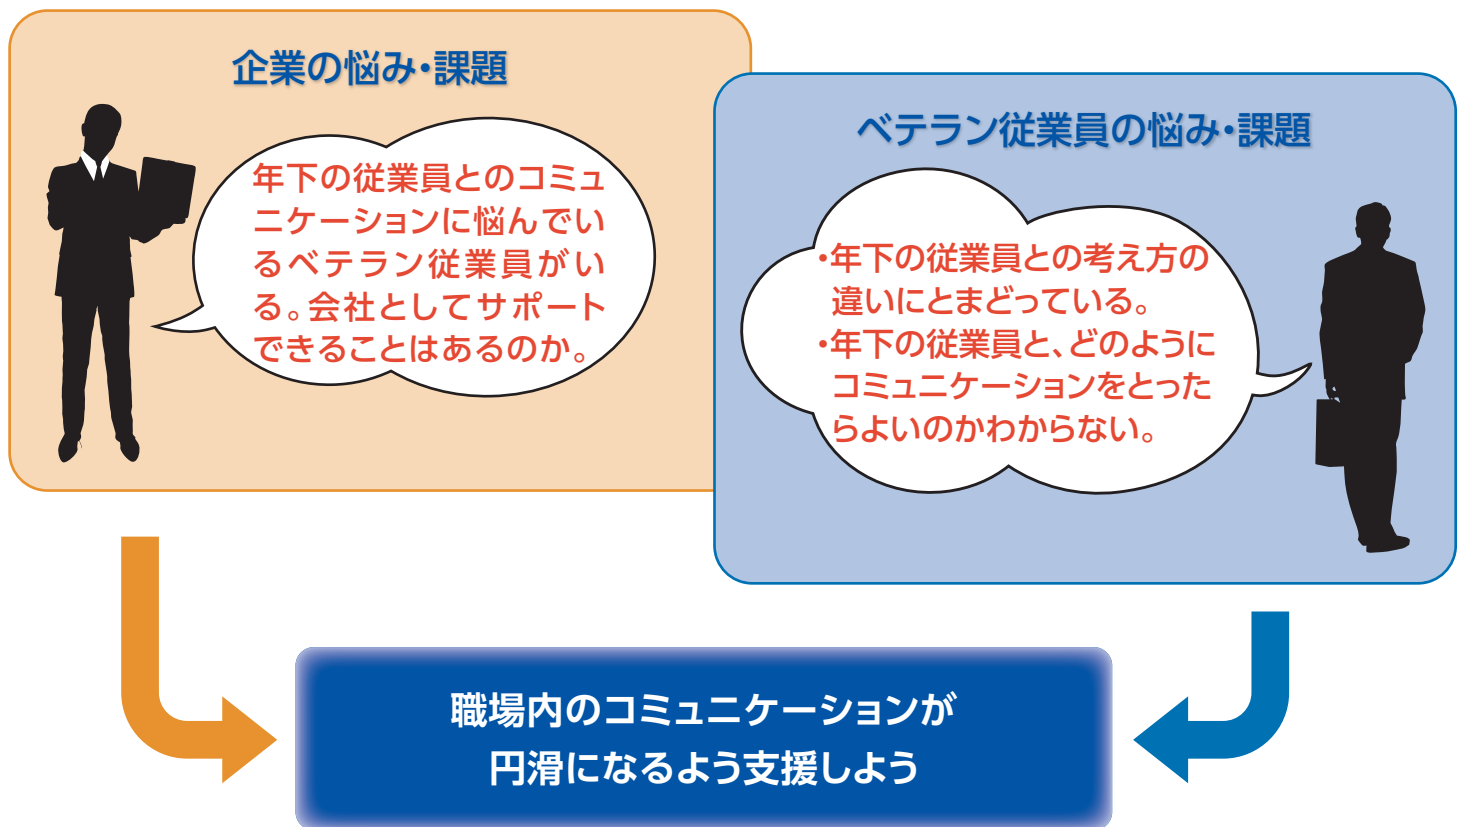 企業の悩み・課題
年下の従業員とのコミュ
ニケーションに悩んでい
るベテラン従業員がい
る。会社としてサポート
できることはあるのか。
ベテラン従業員の悩み・課題
・年下の従業員との考え方の
違いにとまどっている。
・年下の従業員と、どのように
コミュニケーションをとった
らよいのかわからない。
職場内のコミュニケーションが
円滑になるよう支援しよう